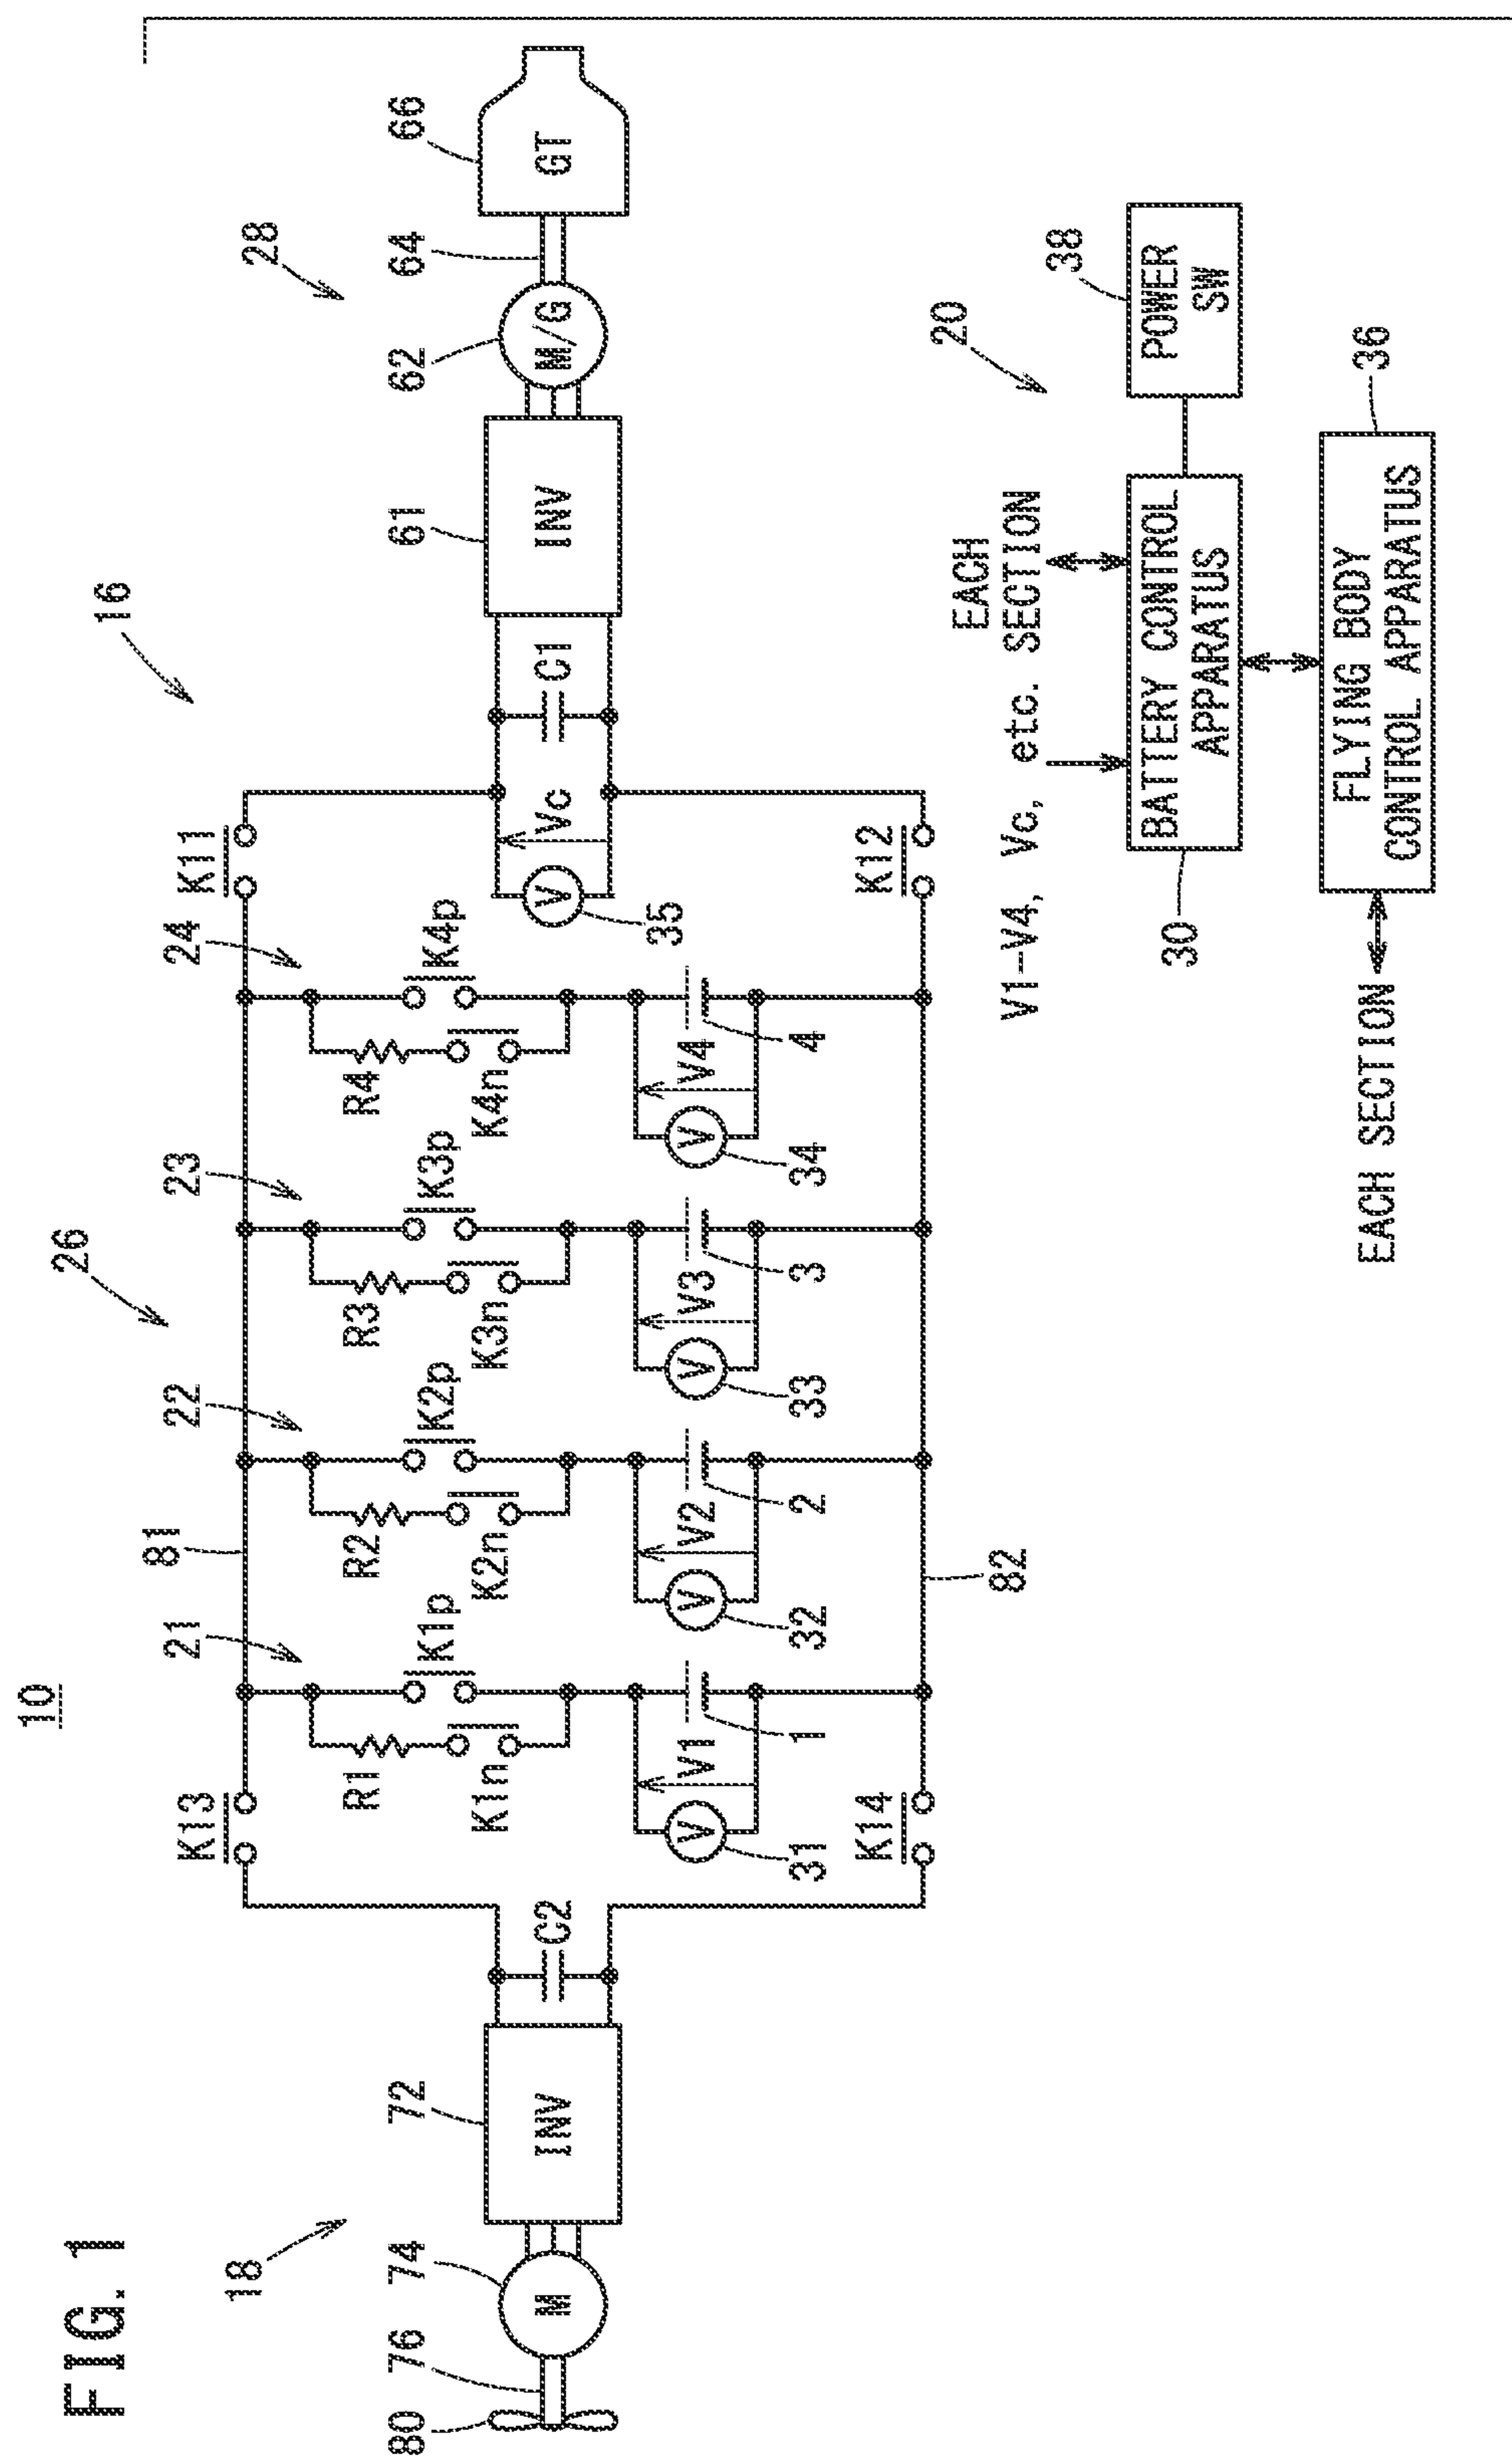 FIG. 1
10
18
26
16
28
81
21
22
23
24
K13
K11
80
76
74
72
61
62
64
66
R1
R2
R3
R4
K1p
K2p
K3p
K4p
K1n
K2n
K3n
K4n
M
INV
C2
V
Vc
C1
INV
M/G
GT
35
V
V1
V
V2
V
V3
V
V4
31
1
32
2
33
3
34
4
K14
K12
82
20
V1-V4, Vc, etc.
EACH
SECTION
38
BATTERY CONTROL
APPARATUS
POWER
SW
30
36
FLYING BODY
CONTROL APPARATUS
EACH SECTION